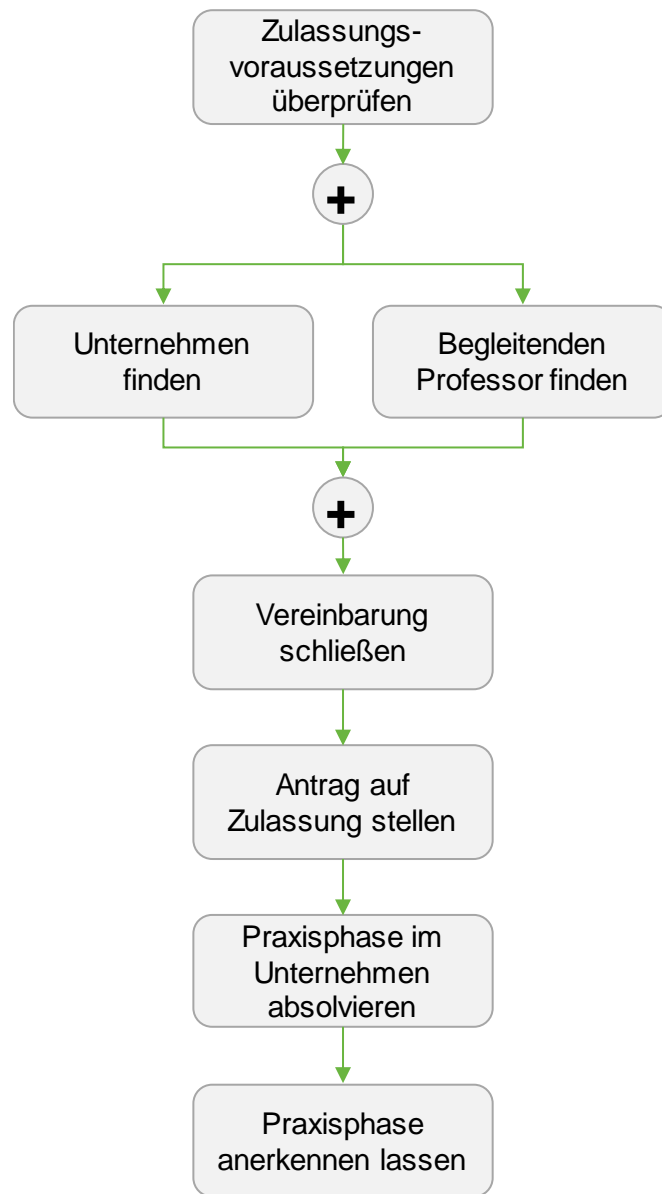 Zulassungs-
voraussetzungen
überprüfen
+
Unternehmen
finden
Begleitenden
Professor finden
+
Vereinbarung
schließen
Antrag auf
Zulassung stellen
Praxisphase im
Unternehmen
absolvieren
Praxisphase
anerkennen lassen